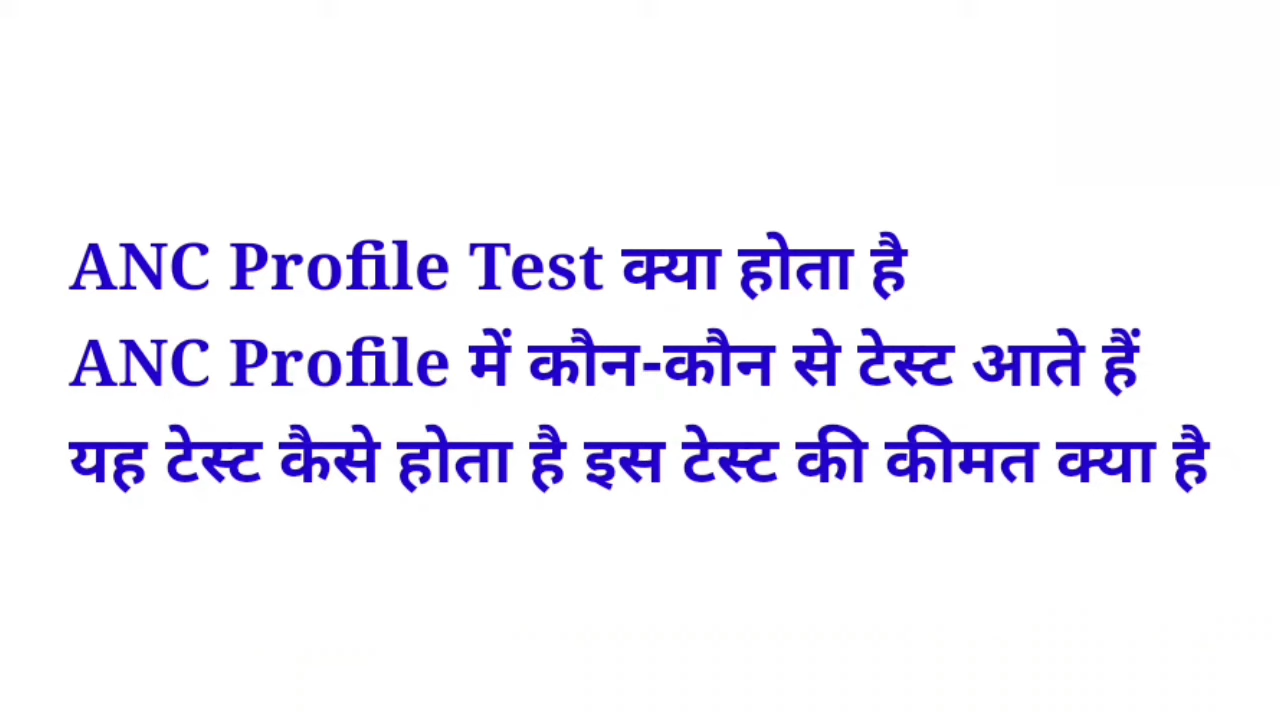 ANC Profile Test क्या होता है
ANC Profile में कौन-कौन से टेस्ट आते हैं
यह टेस्ट कैसे होता है इस टेस्ट की कीमत क्या है